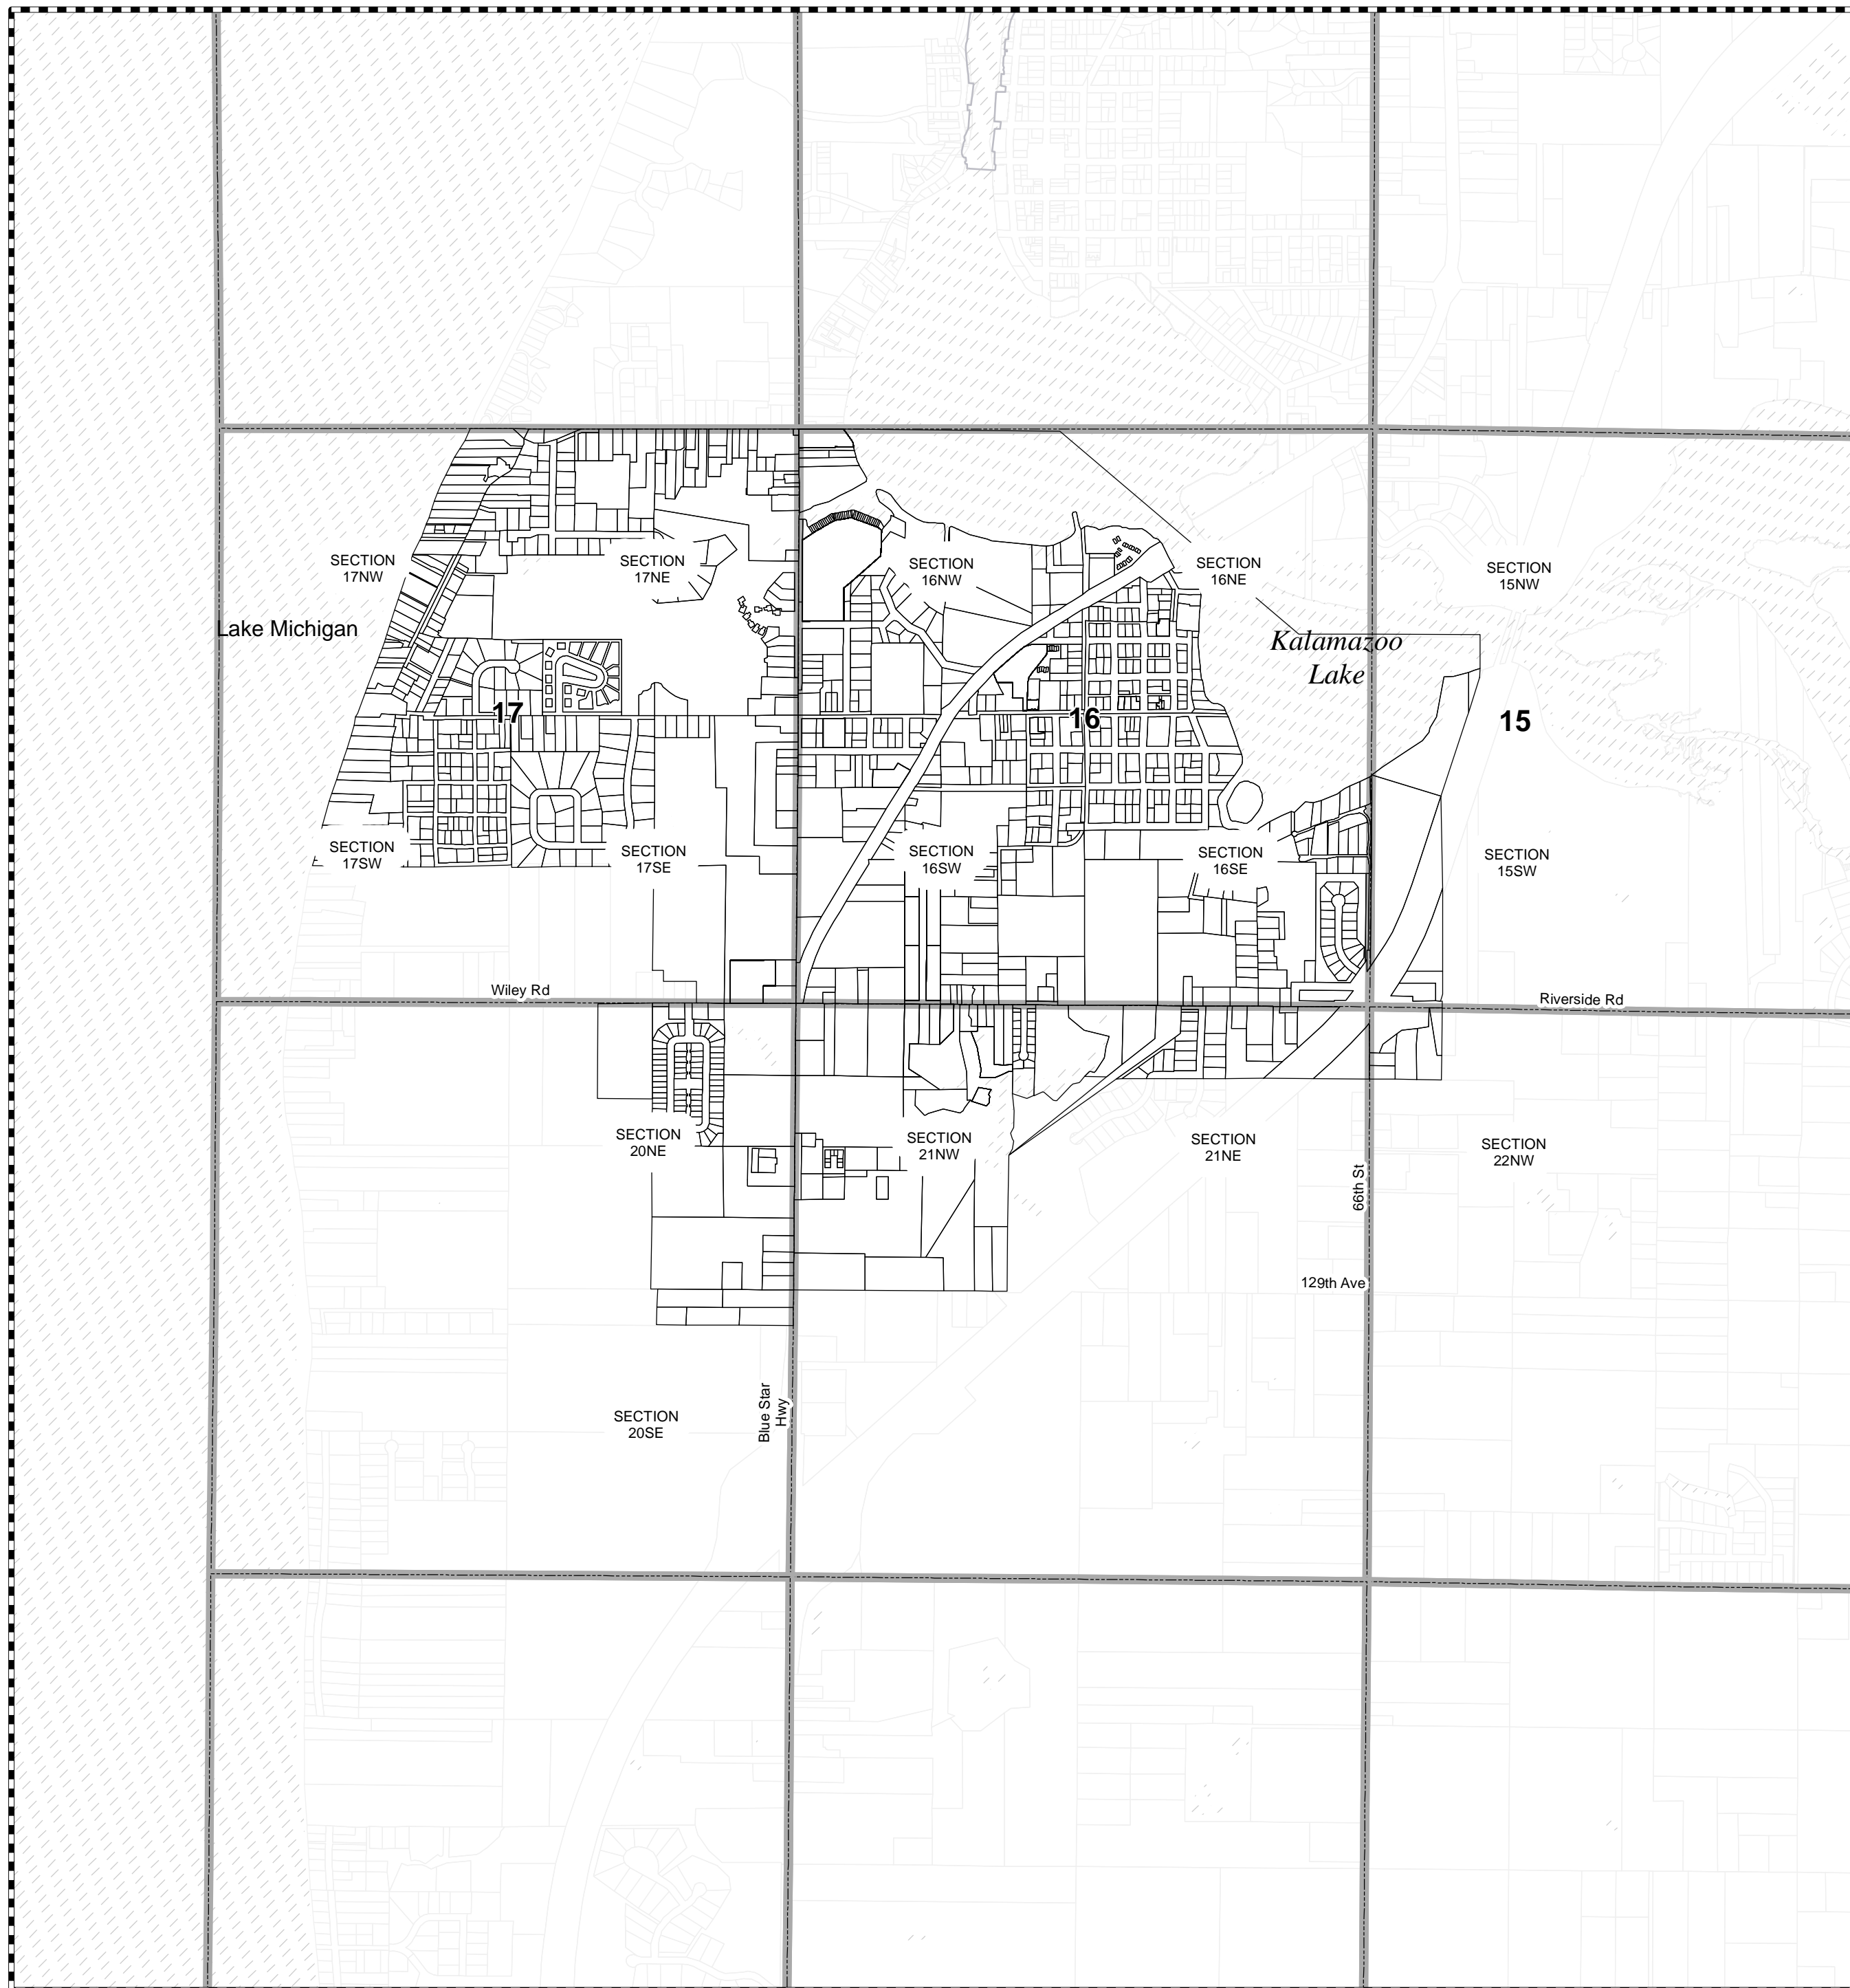 SECTION
17NW
SECTION
17NE
SECTION
16NW
SECTION
16NE
SECTION
15NW
Lake Michigan
Kalamazoo
Lake
17
16
15
SECTION
17SW
SECTION
17SE
SECTION
16SW
SECTION
16SE
SECTION
15SW
Wiley Rd
Riverside Rd
SECTION
20NE
SECTION
21NW
SECTION
21NE
SECTION
22NW
66th St
129th Ave
SECTION
20SE
Blue Star
Hwy